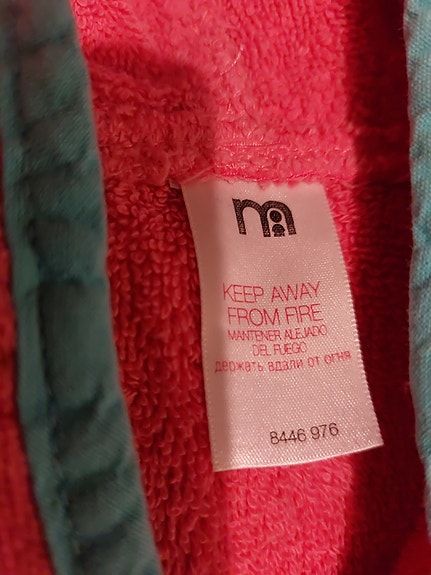 m
KEEP AWAY
FROM FIRE
MANTENER ALEJADO
DEL FUEGO
держать вдали от огня
8446 976